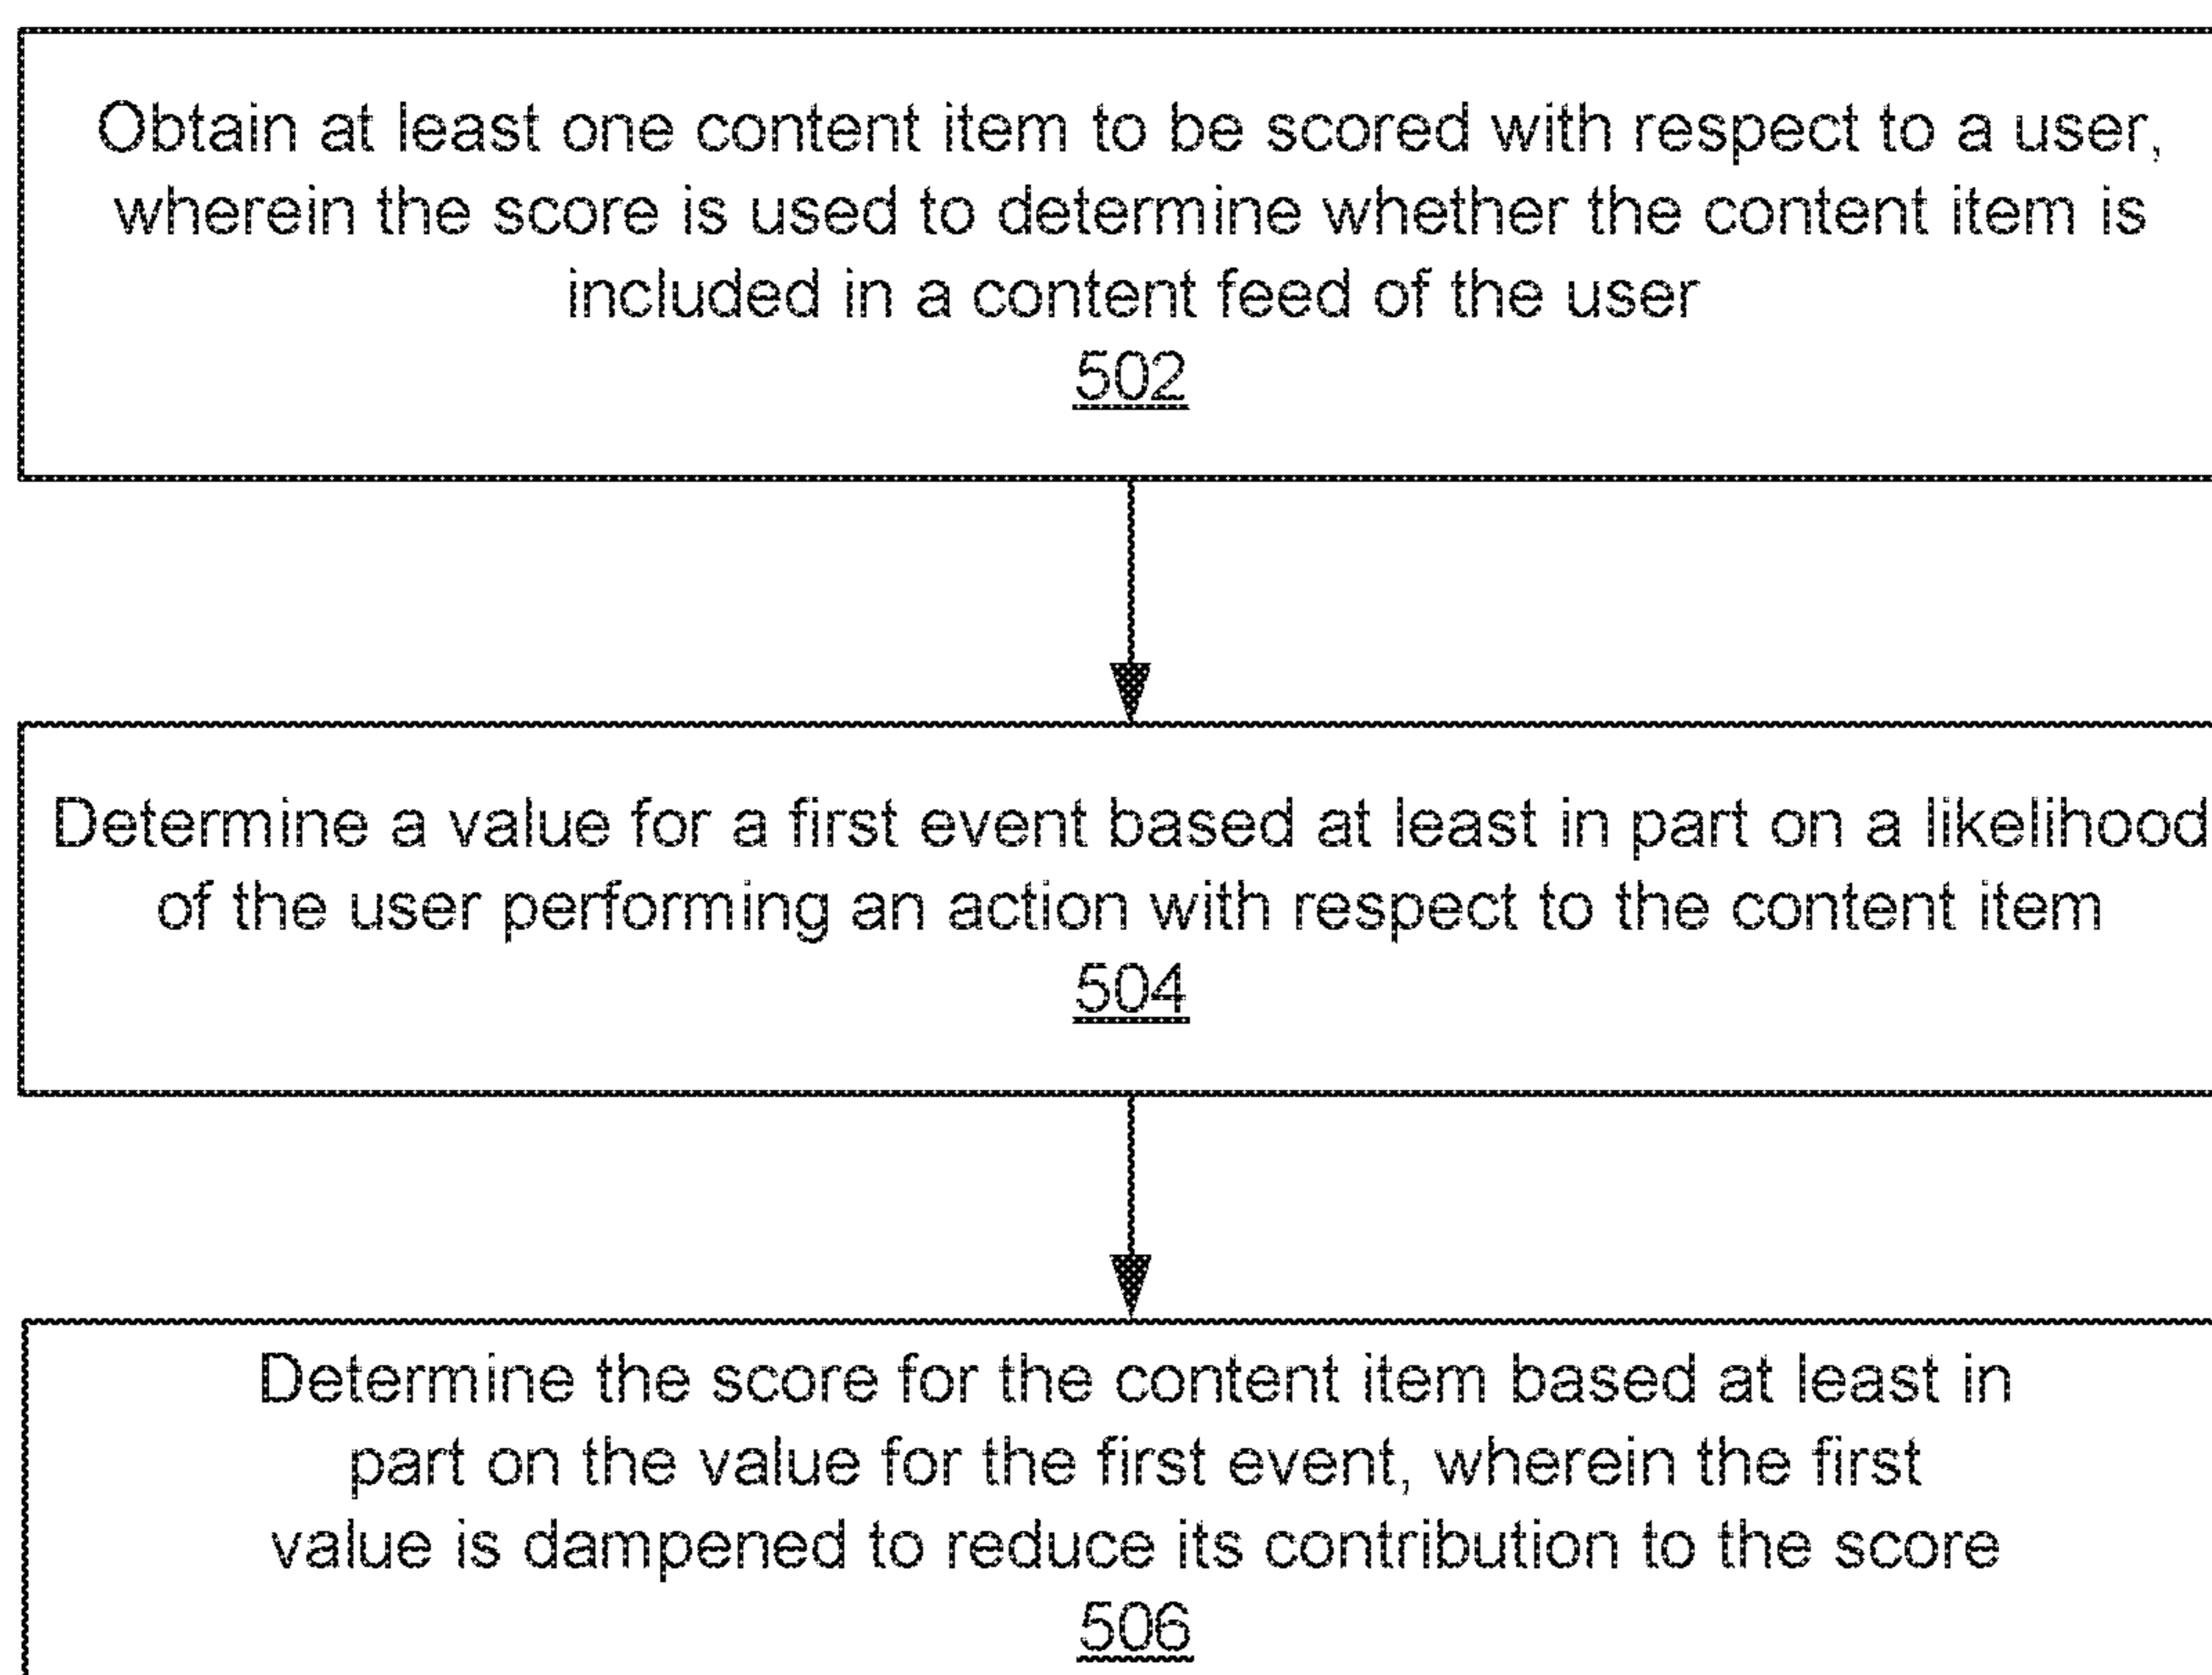 Obtain at least one content item to be scored with respect to a user,
wherein the score is used to determine whether the content item is
included in a content feed of the user
502
Determine a value for a first event based at least in part on a likelihood
of the user performing an action with respect to the content item
504
Determine the score for the content item based at least in
part on the value for the first event, wherein the first
value is dampened to reduce its contribution to the score
506